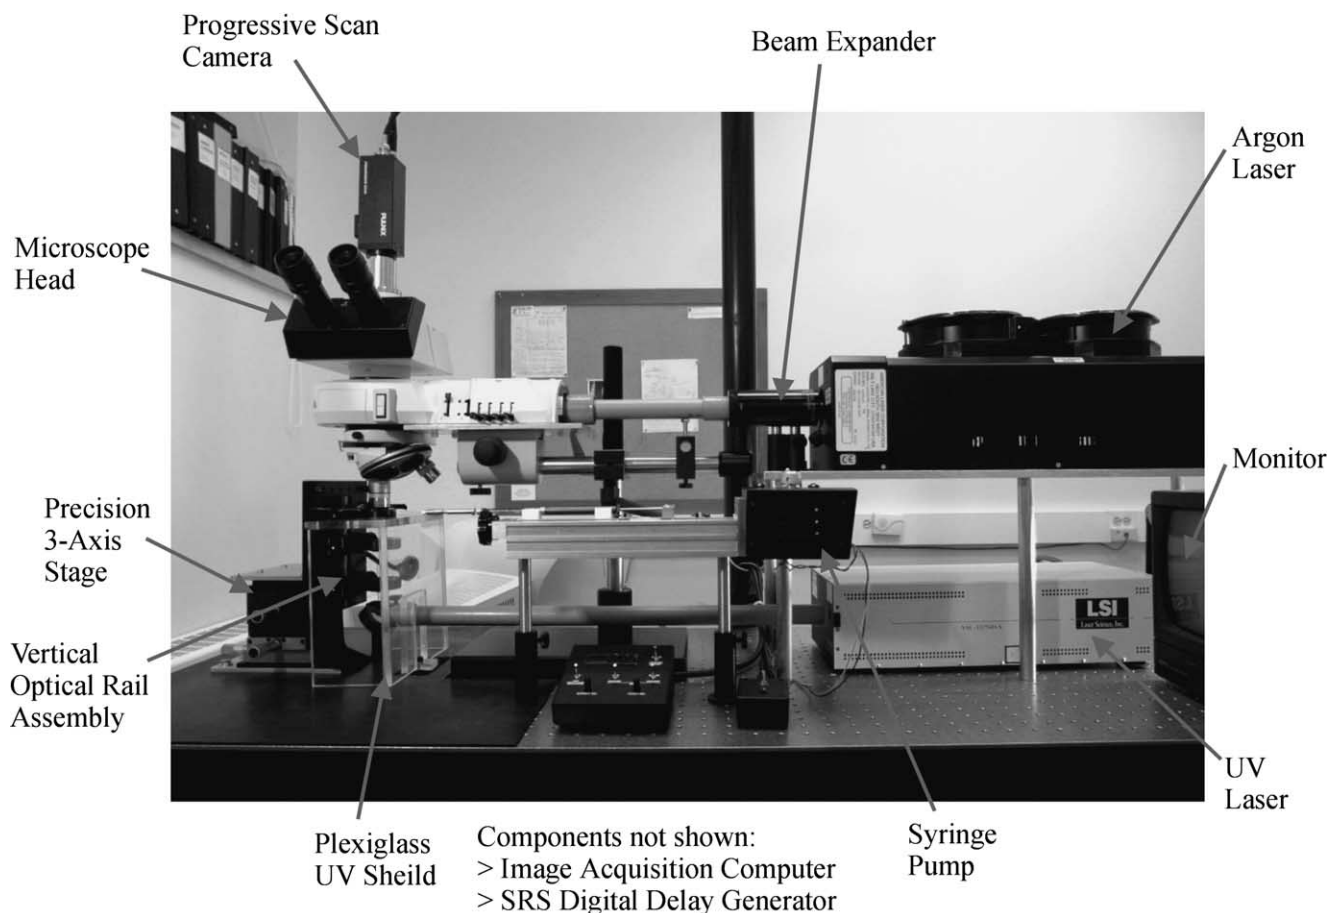 Progressive Scan
Camera
Beam Expander
Argon
Laser
Microscope
Head
Monitor
Precision
3-Axis
Stage
LSI
Laser Science, Inc.
Vertical
Optical Rail
Assembly
UV
Laser
Plexiglass
UV Sheild
Components not shown:
> Image Acquisition Computer
> SRS Digital Delay Generator
Syringe
Pump